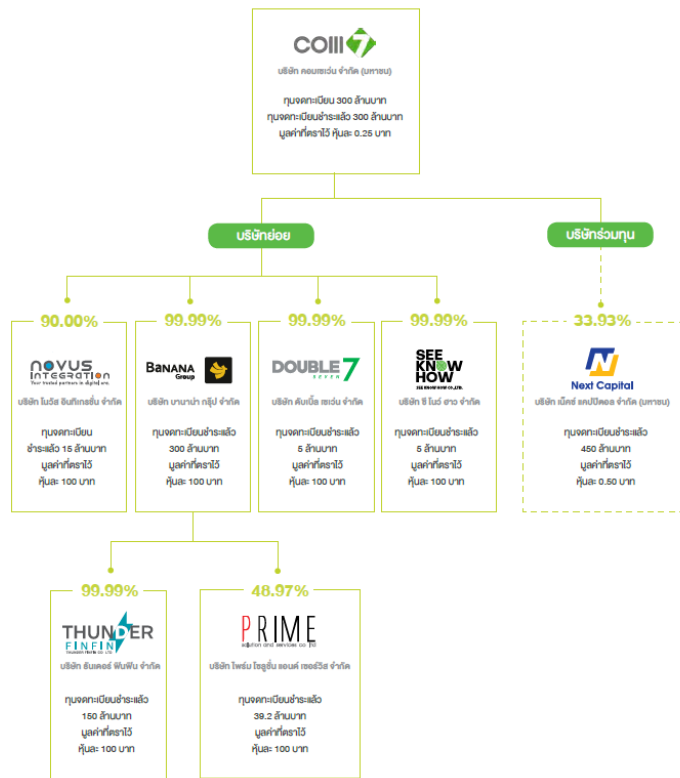 COM7
บริษัท คอมเซเว่น จำกัด (มหาชน)
ทุนจดทะเบียน 300 ล้านบาท
ทุนจดทะเบียนชำระแล้ว 300 ล้านบาท
มูลค่าที่ตราไว้ หุ้นละ 0.25 บาท
บริษัทย่อย
บริษัทร่วมทุน
90.00%
novus
INTEGRATION
Your trusted partners in digital era.
บริษัท โนวัส อินทิเกรชั่น จำกัด
ทุนจดทะเบียน
ชำระแล้ว 15 ล้านบาท
มูลค่าที่ตราไว้
หุ้นละ 100 บาท
99.99%
BaNANA
Group
บริษัท บานาน่า กรุ๊ป จำกัด
ทุนจดทะเบียนชำระแล้ว
300 ล้านบาท
มูลค่าที่ตราไว้
หุ้นละ 100 บาท
99.99%
DOUBLE 7
SEVEN
บริษัท ดับเบิ้ล เซเว่น จำกัด
ทุนจดทะเบียนชำระแล้ว
5 ล้านบาท
มูลค่าที่ตราไว้
หุ้นละ 100 บาท
99.99%
SEE
KNOW
HOW
SEE KNOW HOW CO.,LTD.
บริษัท ซี โนว์ ฮาว จำกัด
ทุนจดทะเบียนชำระแล้ว
5 ล้านบาท
มูลค่าที่ตราไว้
หุ้นละ 100 บาท
33.93%
Next Capital
บริษัท เน็คซ์ แคปปิตอล จำกัด (มหาชน)
ทุนจดทะเบียนชำระแล้ว
450 ล้านบาท
มูลค่าที่ตราไว้
หุ้นละ 0.50 บาท
99.99%
THUNDER
FINFIN
THUNDER FINFIN CO. LTD.
บริษัท ธันเดอร์ ฟินฟิน จำกัด
ทุนจดทะเบียนชำระแล้ว
150 ล้านบาท
มูลค่าที่ตราไว้
หุ้นละ 100 บาท
48.97%
PRIME
solution and services co., ltd
บริษัท ไพร์ม โซลูชั่น แอนด์ เซอร์วิส จำกัด
ทุนจดทะเบียนชำระแล้ว
39.2 ล้านบาท
มูลค่าที่ตราไว้
หุ้นละ 100 บาท